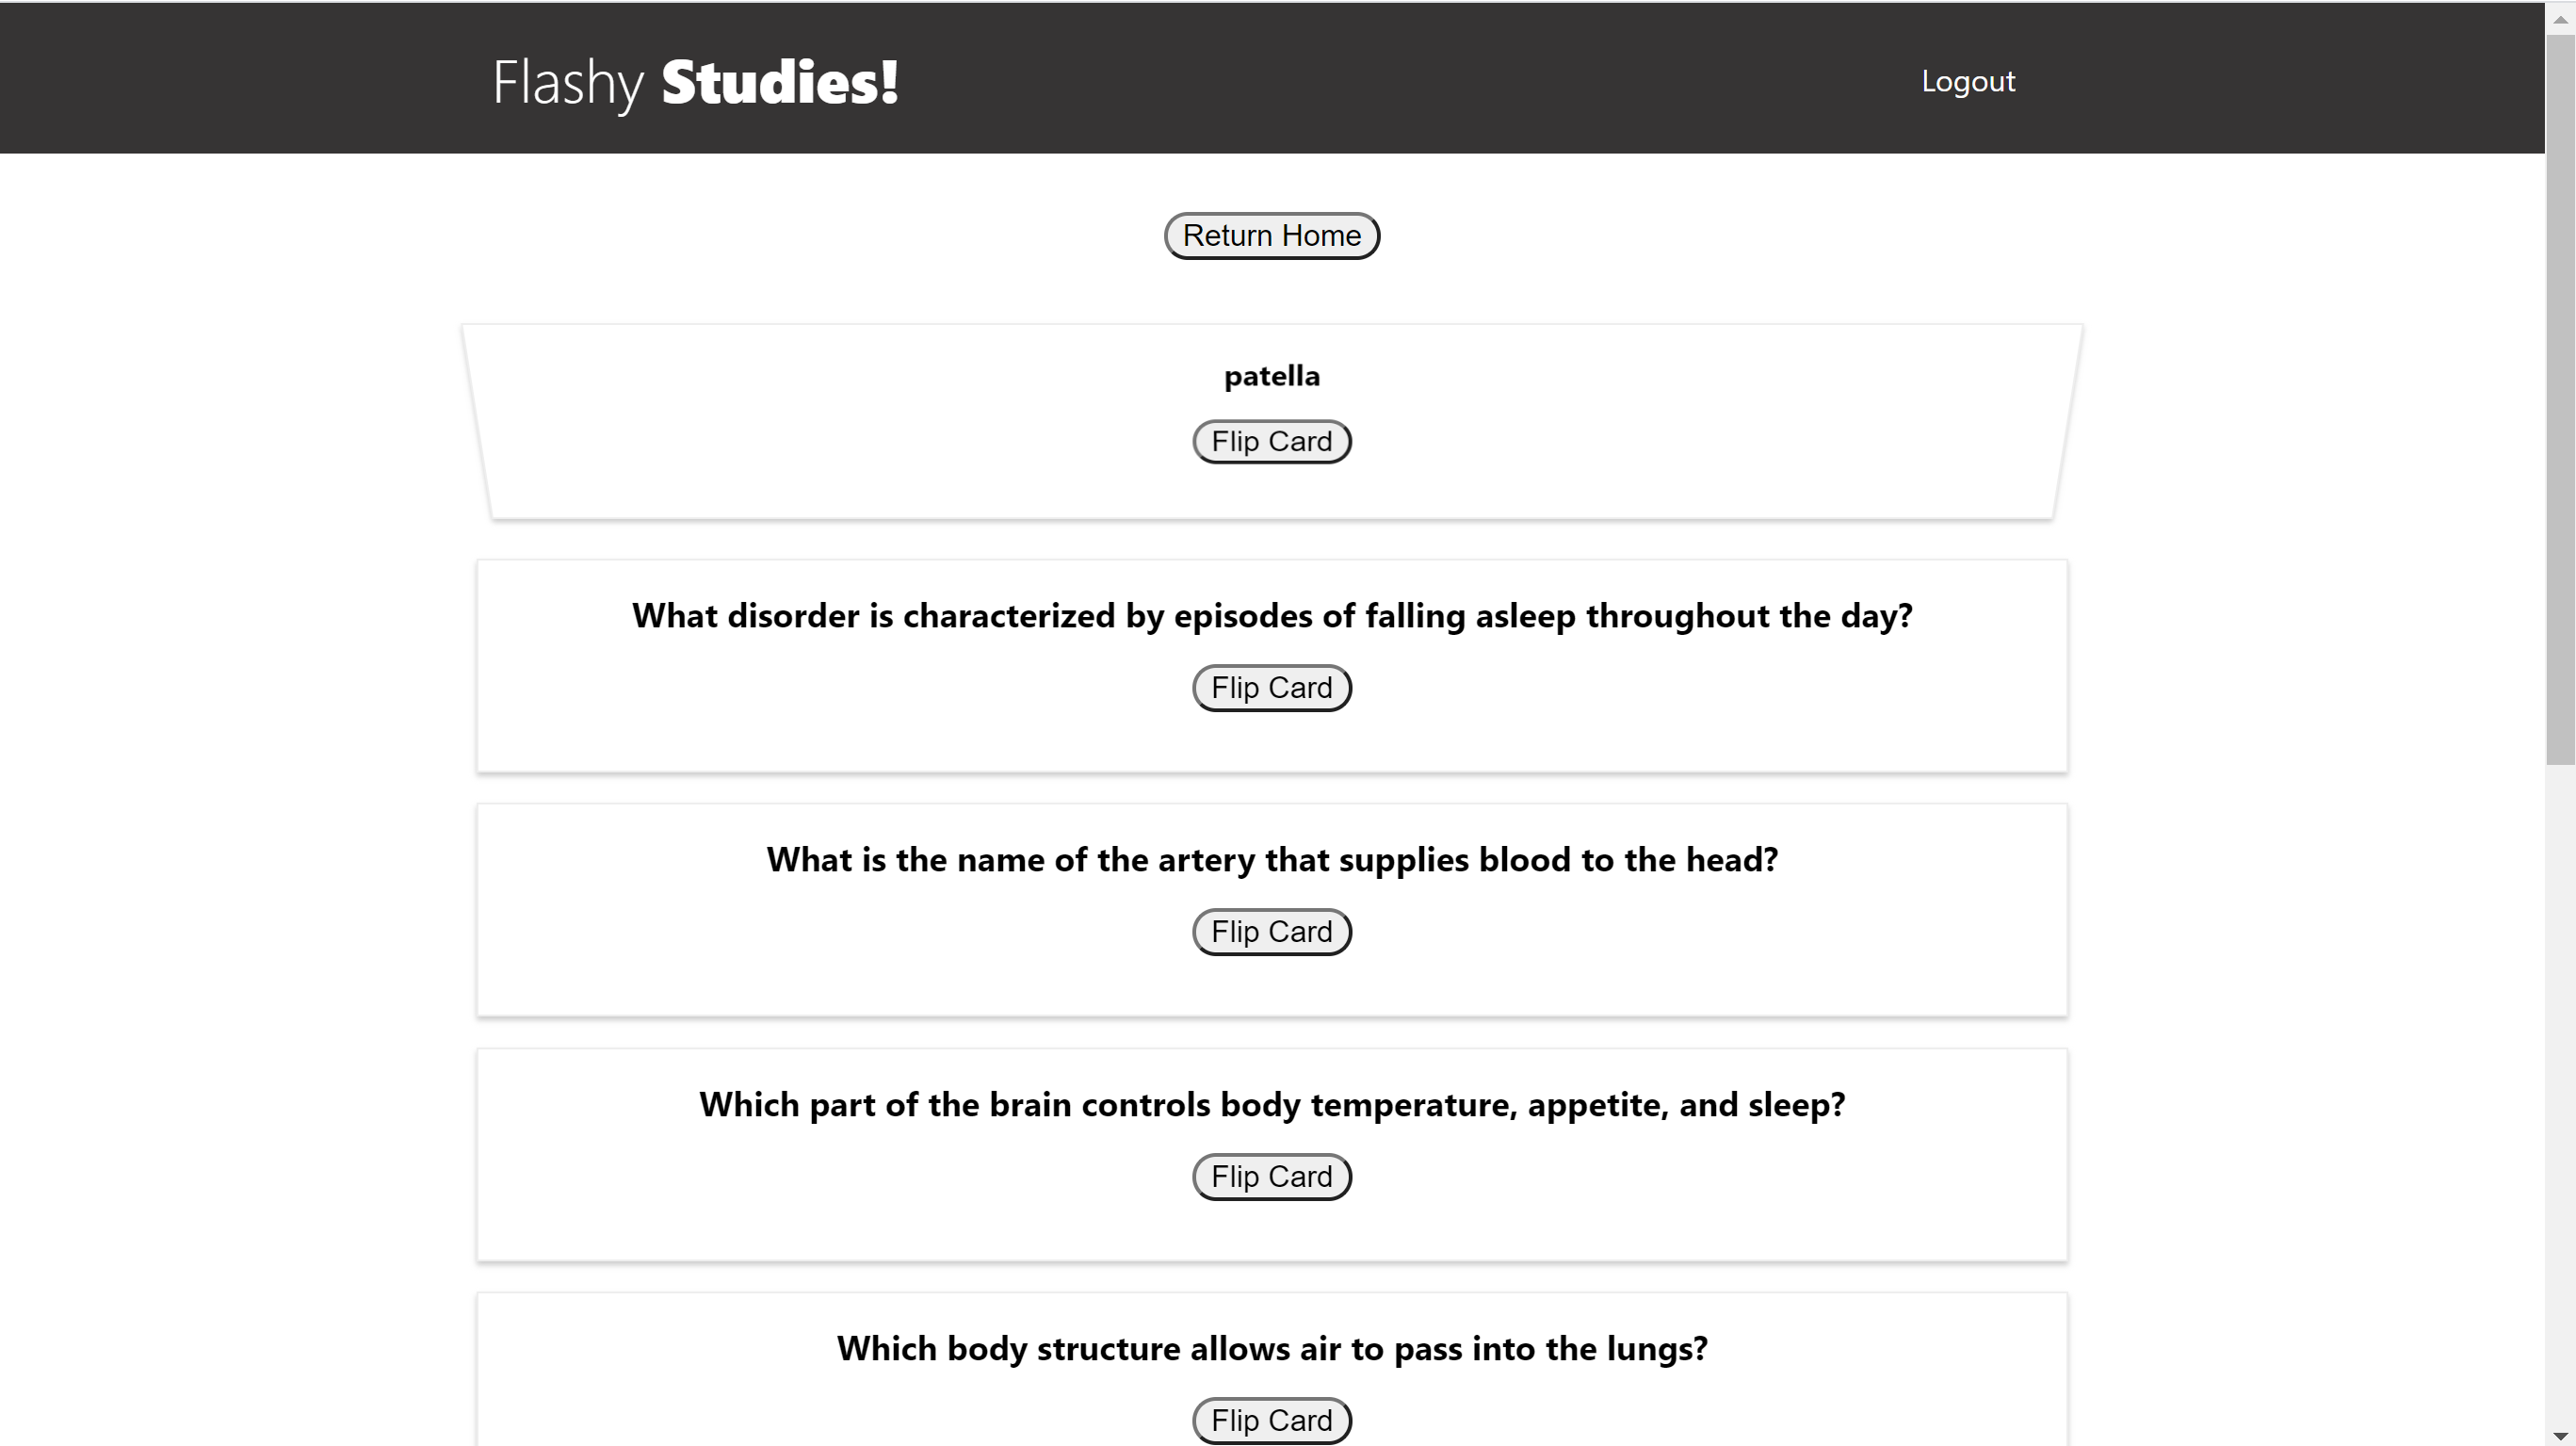 Flashy Studies!
Logout
Return Home
patella
Flip Card
What disorder is characterized by episodes of falling asleep throughout the day?
Flip Card
What is the name of the artery that supplies blood to the head?
Flip Card
Which part of the brain controls body temperature, appetite, and sleep?
Flip Card
Which body structure allows air to pass into the lungs?
Flip Card